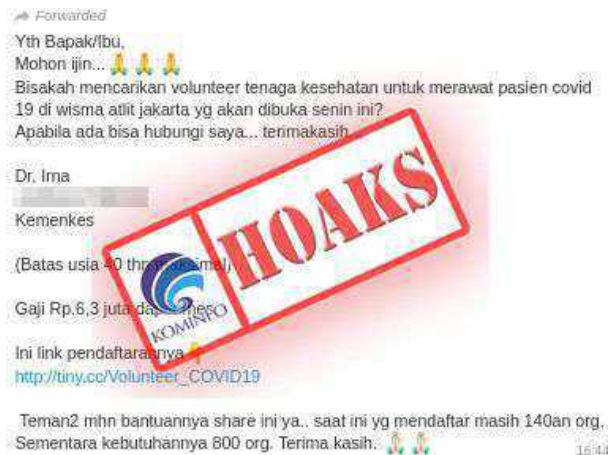 Forwarded
Yth Bapak/Ibu,
Mohon ijin...
Bisakah mencarikan volunteer tenaga kesehatan untuk merawat pasien covid
19 di wisma atlit jakarta yg akan dibuka senin ini?
Apabila ada bisa hubungi saya... terimakasih
Dr. Irna
Kemenkes
HOAKS
KOMINFO
(Batas usia 40 thn
Gaji Rp.6,3 juta
Ini link pendaftarannya
http://tiny.cc/Volunteer_COVID19
Teman2 mhn bantuannya share ini ya.. saat ini yg mendaftar masih 140an org,
Sementara kebutuhannya 800 org. Terima kasih.
16:44